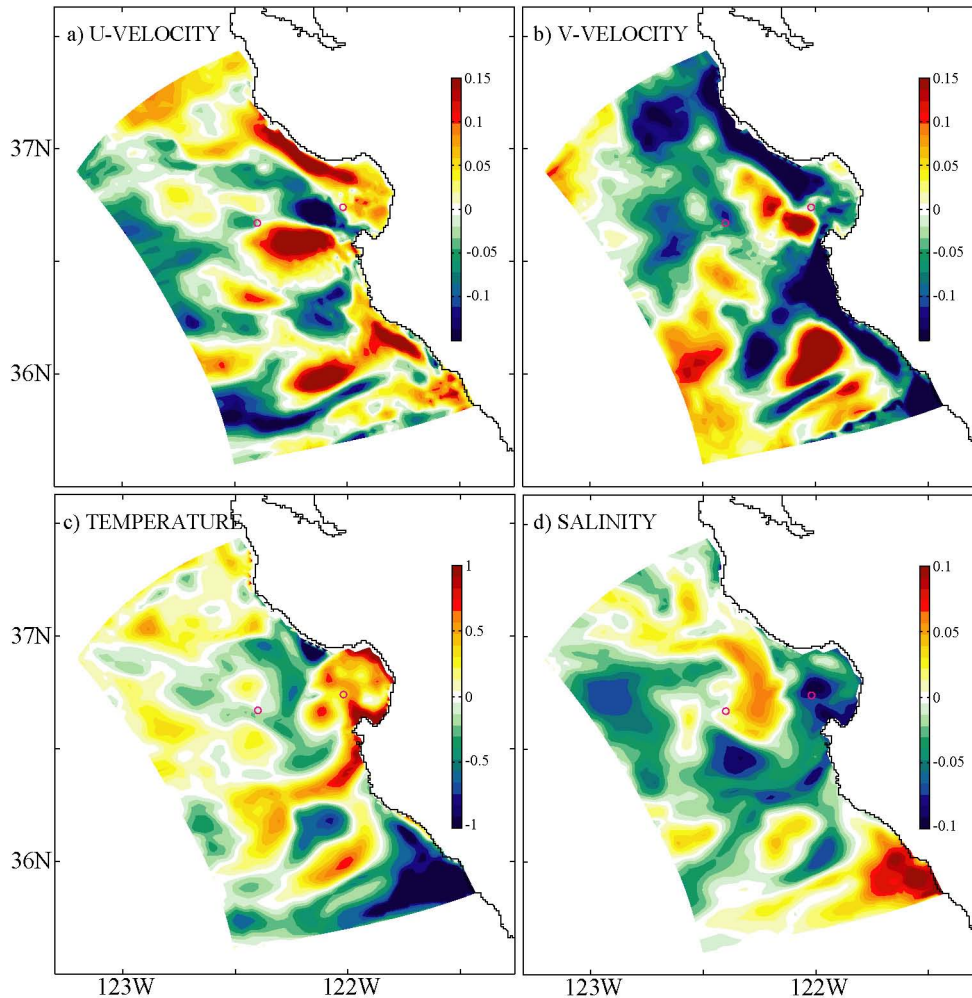 a) U-VELOCITY
b) V-VELOCITY
0.15
0.1
0.05
0
-0.05
-0.1
0.15
0.1
0.05
0
-0.05
-0.1
37N
36N
c) TEMPERATURE
d) SALINITY
1
0.5
0
-0.5
-1
0.1
0.05
0
-0.05
-0.1
37N
36N
123W
122W
123W
122W